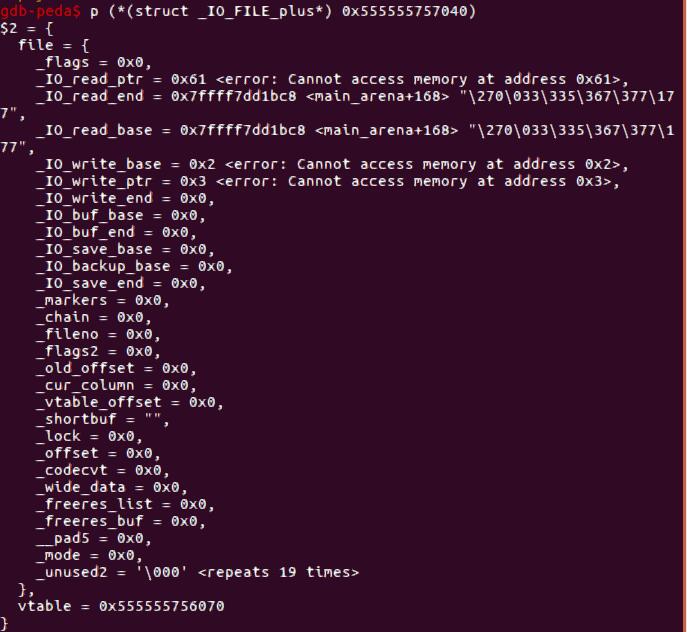 gdb-peda$ p (*(struct _IO_FILE_plus*) 0x555555757040)
$2 = {
  file = {
    _flags = 0x0,
    _IO_read_ptr = 0x61 <error: Cannot access memory at address 0x61>,
    _IO_read_end = 0x7ffff7dd1bc8 <main_arena+168> "\270\033\335\367\377\17
7",
    _IO_read_base = 0x7ffff7dd1bc8 <main_arena+168> "\270\033\335\367\377\1
77",
    _IO_write_base = 0x2 <error: Cannot access memory at address 0x2>,
    _IO_write_ptr = 0x3 <error: Cannot access memory at address 0x3>,
    _IO_write_end = 0x0,
    _IO_buf_base = 0x0,
    _IO_buf_end = 0x0,
    _IO_save_base = 0x0,
    _IO_backup_base = 0x0,
    _IO_save_end = 0x0,
    _markers = 0x0,
    _chain = 0x0,
    _fileno = 0x0,
    _flags2 = 0x0,
    _old_offset = 0x0,
    _cur_column = 0x0,
    _vtable_offset = 0x0,
    _shortbuf = "",
    _lock = 0x0,
    _offset = 0x0,
    _codecvt = 0x0,
    _wide_data = 0x0,
    _freeres_list = 0x0,
    _freeres_buf = 0x0,
    __pad5 = 0x0,
    _mode = 0x0,
    _unused2 = '\000' <repeats 19 times>
  },
  vtable = 0x555555756070
}